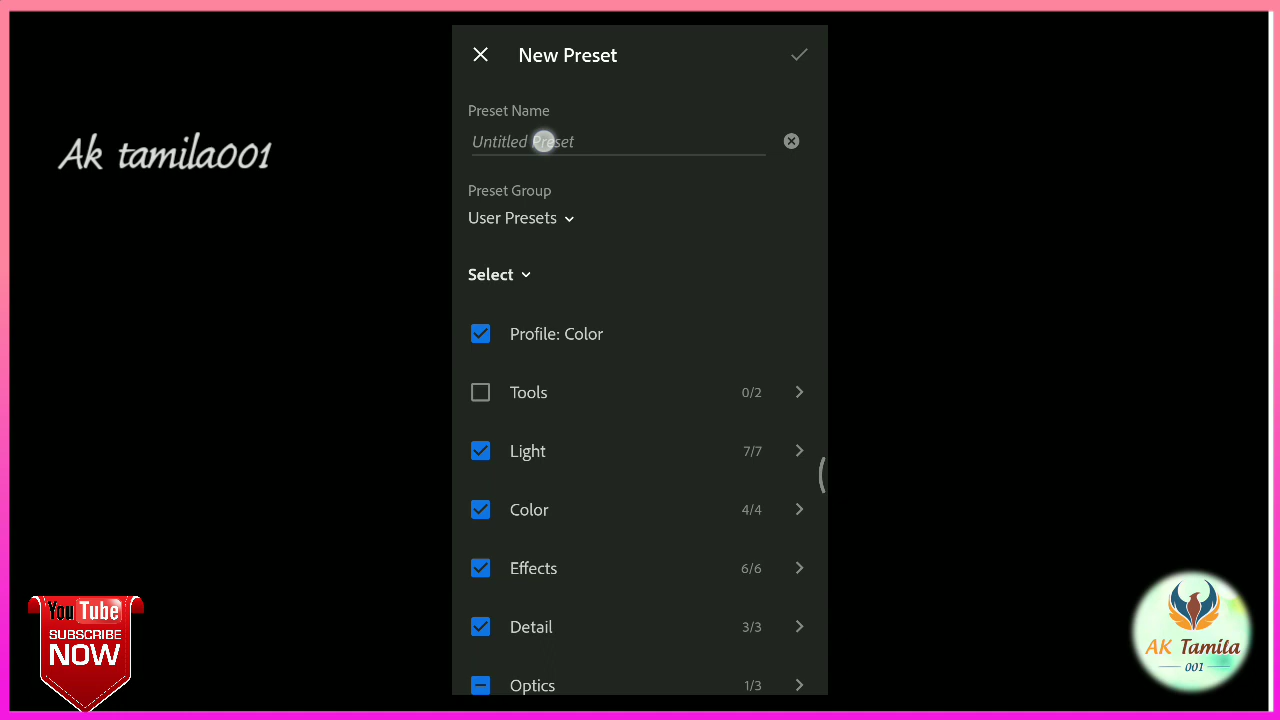 New Preset
Preset Name
Untitled Preset
Preset Group
User Presets
Select
Profile: Color
Tools 0/2
Light 7/7
Color 4/4
Effects 6/6
Detail 3/3
Optics 1/3
Ak tamila001
YouTube
SUBSCRIBE
NOW
AK Tamila
001